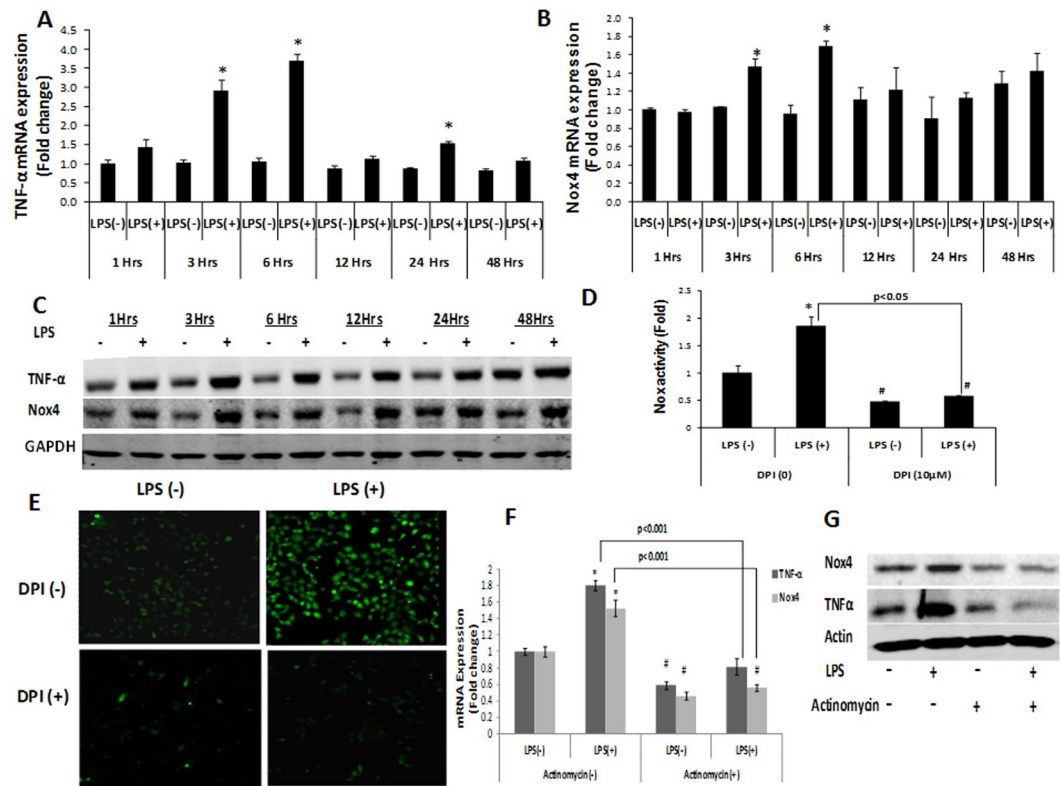 A
TNF-α mRNA expression
(Fold change)
4.5
4.0
3.5
3.0
2.5
2.0
1.5
1.0
0.5
0.0
* * *
LPS(-) LPS(+) LPS(-) LPS(+) LPS(-) LPS(+) LPS(-) LPS(+) LPS(-) LPS(+) LPS(-) LPS(+)
1 Hrs 3 Hrs 6 Hrs 12 Hrs 24 Hrs 48 Hrs
B
Nox4 mRNA expression
(Fold change)
2.0
1.8
1.6
1.4
1.2
1.0
0.8
0.6
0.4
0.2
0.0
* *
LPS(-) LPS(+) LPS(-) LPS(+) LPS(-) LPS(+) LPS(-) LPS(+) LPS(-) LPS(+) LPS(-) LPS(+)
1 Hrs 3 Hrs 6 Hrs 12 Hrs 24 Hrs 48 Hrs
C
1Hrs 3Hrs 6 Hrs 12Hrs 24Hrs 48Hrs
LPS - + - + - + - + - + - +
TNF-α
Nox4
GAPDH
D
Noxactivity (Fold)
2.5
2
1.5
1
0.5
0
p<0.05
*
# #
LPS (-) LPS (+) LPS (-) LPS (+)
DPI (0) DPI (10μM)
E
LPS (-) LPS (+)
DPI (-)
DPI (+)
F
mRNA Expression
(Fold change)
2
1.8
1.6
1.4
1.2
1
0.8
0.6
0.4
0.2
0
p<0.001
p<0.001
TNF-α
Nox4
* *
# # #
LPS(-) LPS(+) LPS(-) LPS(+)
Actinomycin(-) Actinomycin(+)
G
Nox4
TNFα
Actin
LPS - + - +
Actinomycin - - + +